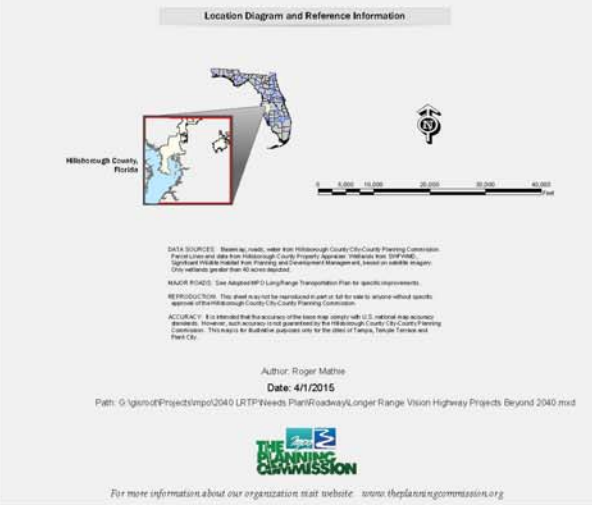 Location Diagram and Reference Information
Hillsborough County,
Florida
N
0 5,000 10,000 20,000 30,000 40,000
Feet
DATA SOURCES: Basemap, roads, water from Hillsborough County City-County Planning Commission.
Parcel Lines and data from Hillsborough County Property Appraiser. Wetlands from SWFWMD.
Significant Wildlife Habitat from Planning and Development Management, based on satellite imagery.
Only wetlands greater than 40 acres depicted.
MAJOR ROADS: See Adopted MPO Long Range Transportation Plan for specific improvements.
REPRODUCTION: This sheet may not be reproduced in part or full for sale to anyone without specific
approval of the Hillsborough County City-County Planning Commission.
ACCURACY: It is intended that the accuracy of the base map comply with U.S. national map accuracy
standards. However, such accuracy is not guaranteed by the Hillsborough County City-County Planning
Commission. This map is for illustrative purposes only for the cities of Tampa, Temple Terrace and
Plant City.
Author: Roger Mathie
Date: 4/1/2015
Path: G:\gisroot\Projects\mpo\2040 LRTP\Needs Plan\Roadway\Longer Range Vision Highway Projects Beyond 2040.mxd
THE
PLANNING
COMMISSION
For more information about our organization visit website: www.theplanningcommission.org